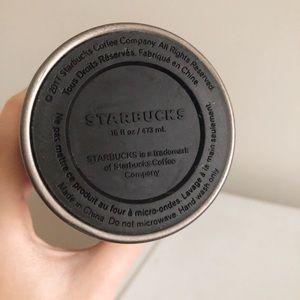 © 2017 Starbucks Coffee Company. All Rights Reserved.
Tous Droits Réservés. Fabriqué en Chine.
STARBUCKS
16 fl oz / 473 mL
STARBUCKS is a trademark
of Starbucks Coffee
Company
Ne pas mettre ce produit au four à micro-ondes. Lavage à la main seulement.
Made in China. Do not microwave. Hand wash only